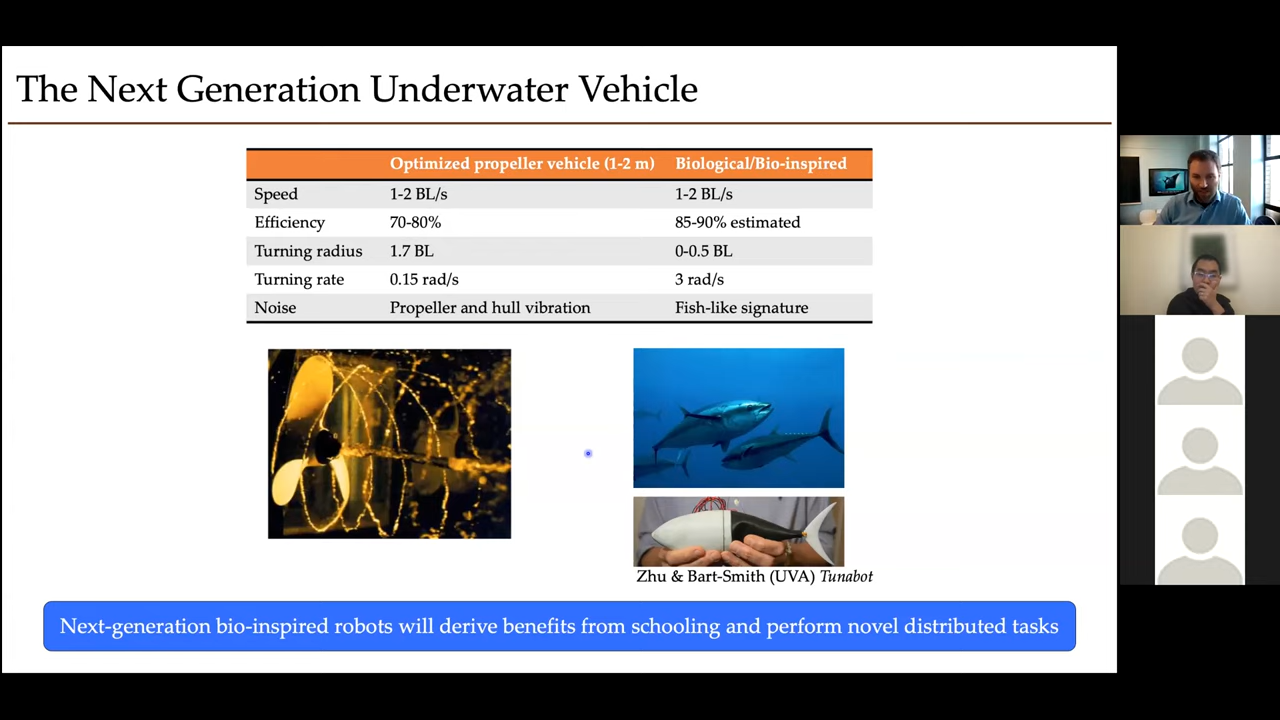 The Next Generation Underwater Vehicle
Optimized propeller vehicle (1-2 m) Biological/Bio-inspired
Speed 1-2 BL/s 1-2 BL/s
Efficiency 70-80% 85-90% estimated
Turning radius 1.7 BL 0-0.5 BL
Turning rate 0.15 rad/s 3 rad/s
Noise Propeller and hull vibration Fish-like signature
Zhu & Bart-Smith (UVA) Tunabot
Next-generation bio-inspired robots will derive benefits from schooling and perform novel distributed tasks